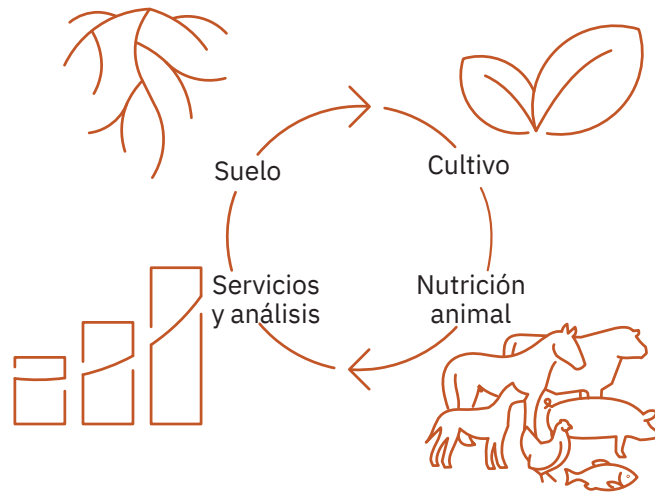 Suelo
Cultivo
Servicios
y análisis
Nutrición
animal